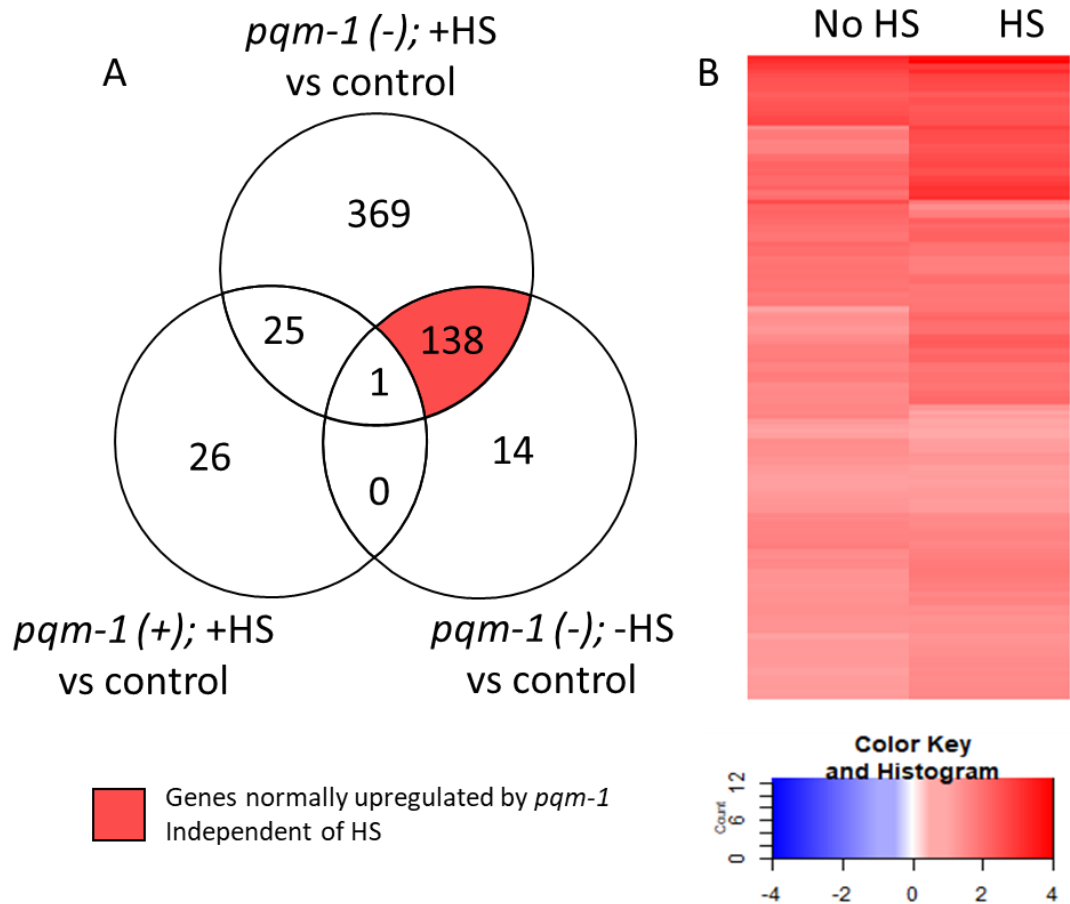 A
pqm-1 (-); +HS
vs control
369
25
138
1
26
14
0
pqm-1 (+); +HS
vs control
pqm-1 (-); -HS
vs control
Genes normally upregulated by pqm-1
Independent of HS
B
No HS HS
Color Key
and Histogram
Count
12
6
0
-4 -2 0 2 4